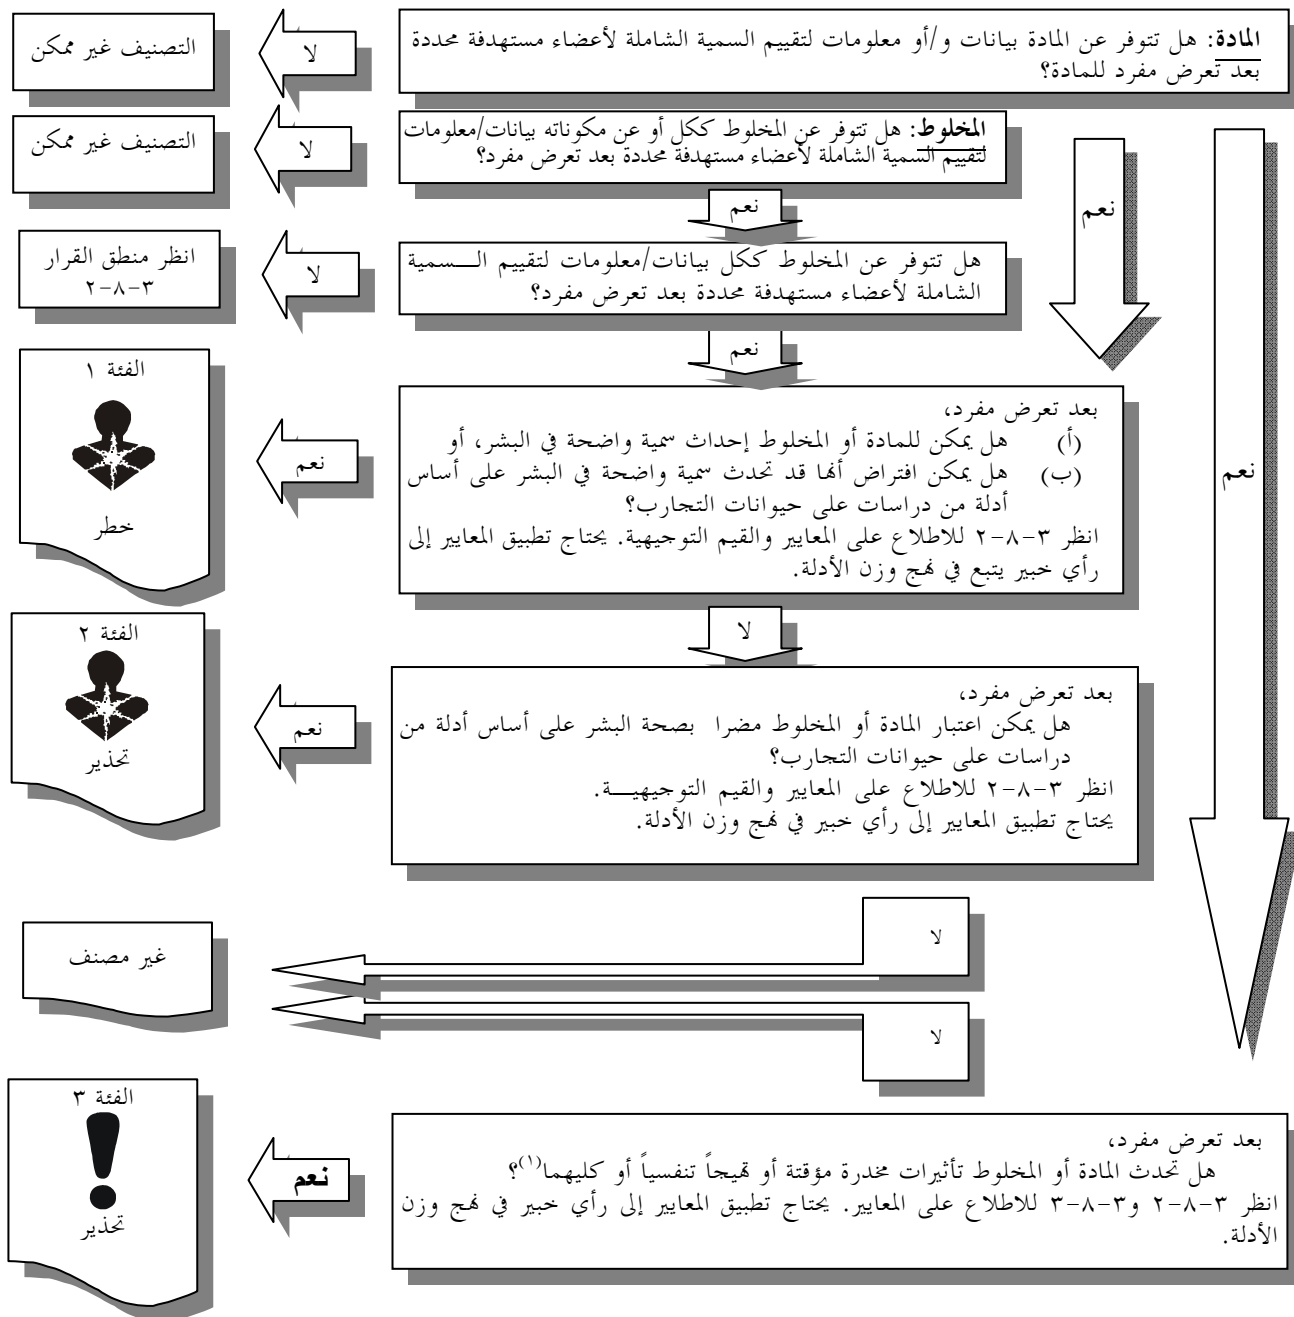 المادة: هل تتوفر عن المادة بيانات و/أو معلومات لتقييم السمية الشاملة لأعضاء مستهدفة محددة
بعد تعرض مفرد للمادة؟
لا
التصنيف غير ممكن
المخلوط: هل تتوفر عن المخلوط ككل أو عن مكوناته بيانات/معلومات
لتقييم السمية الشاملة لأعضاء مستهدفة محددة بعد تعرض مفرد؟
لا
التصنيف غير ممكن
نعم
نعم
نعم
هل تتوفر عن المخلوط ككل بيانات/معلومات لتقييم الـسمية
الشاملة لأعضاء مستهدفة محددة بعد تعرض مفرد؟
لا
انظر منطق القرار
٣-٨-٢
نعم
بعد تعرض مفرد،
(أ) هل يمكن للمادة أو المخلوط إحداث سمية واضحة في البشر، أو
(ب) هل يمكن افتراض أنها قد تحدث سمية واضحة في البشر على أساس
أدلة من دراسات على حيوانات التجارب؟
انظر ٣-٨-٢ للاطلاع على المعايير والقيم التوجيهية. يحتاج تطبيق المعايير إلى
رأي خبير يتبع في نهج وزن الأدلة.
نعم
الفئة ١
خطر
لا
بعد تعرض مفرد،
هل يمكن اعتبار المادة أو المخلوط مضرا بصحة البشر على أساس أدلة من
دراسات على حيوانات التجارب؟
انظر ٣-٨-٢ للاطلاع على المعايير والقيم التوجيهيـة.
يحتاج تطبيق المعايير إلى رأي خبير في نهج وزن الأدلة.
نعم
الفئة ٢
تحذير
لا
غير مصنف
لا
بعد تعرض مفرد،
هل تحدث المادة أو المخلوط تأثيرات مخدرة مؤقتة أو تهيجاً تنفسياً أو كليهما(١)؟
انظر ٣-٨-٢ و٣-٨-٣ للاطلاع على المعايير. يحتاج تطبيق المعايير إلى رأي خبير في نهج وزن
الأدلة.
نعم
الفئة ٣
تحذير